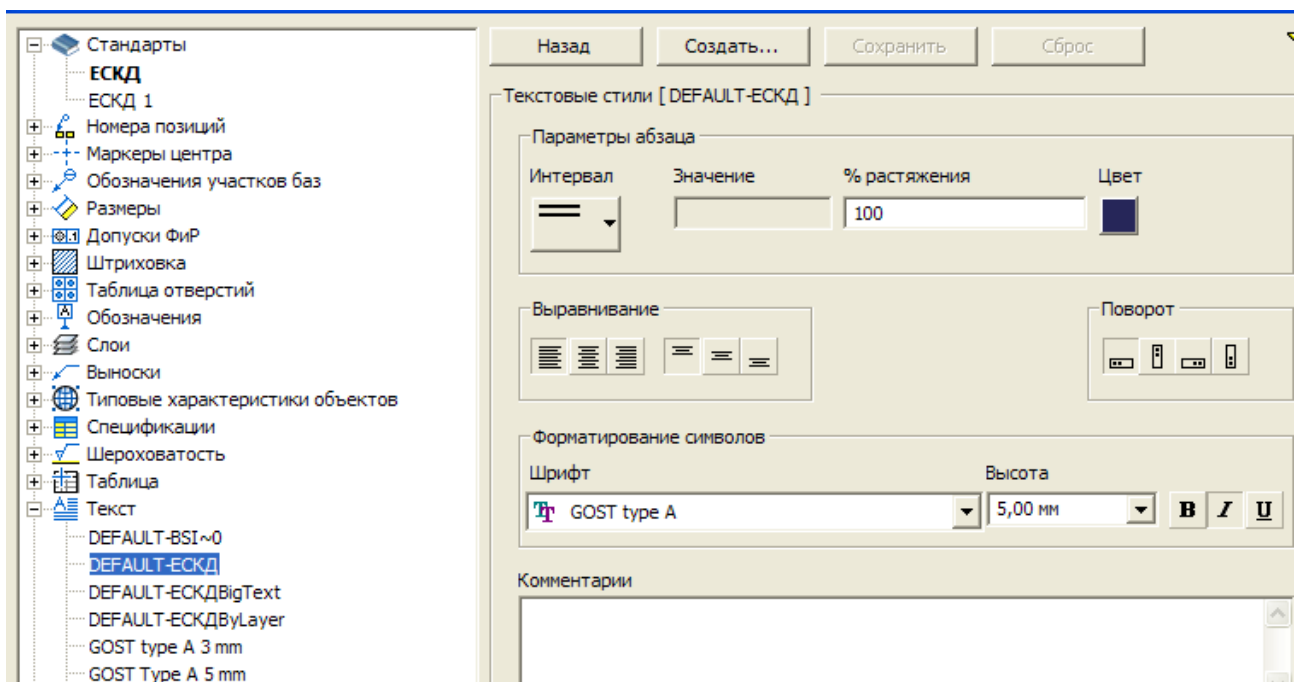 Стандарты
ЕСКД
ЕСКД 1
Номера позиций
Маркеры центра
Обозначения участков баз
Размеры
Допуски ФиР
Штриховка
Таблица отверстий
Обозначения
Слои
Выноски
Типовые характеристики объектов
Спецификации
Шероховатость
Таблица
Текст
DEFAULT-BSI~0
DEFAULT-ЕСКД
DEFAULT-ЕСКДBigText
DEFAULT-ЕСКДByLayer
GOST type A 3 mm
GOST Type A 5 mm
Назад Создать... Сохранить Сброс
Текстовые стили [ DEFAULT-ЕСКД ]
Параметры абзаца
Интервал Значение % растяжения Цвет
100
Выравнивание Поворот
Форматирование символов
Шрифт Высота
GOST type A 5,00 мм B I U
Комментарии